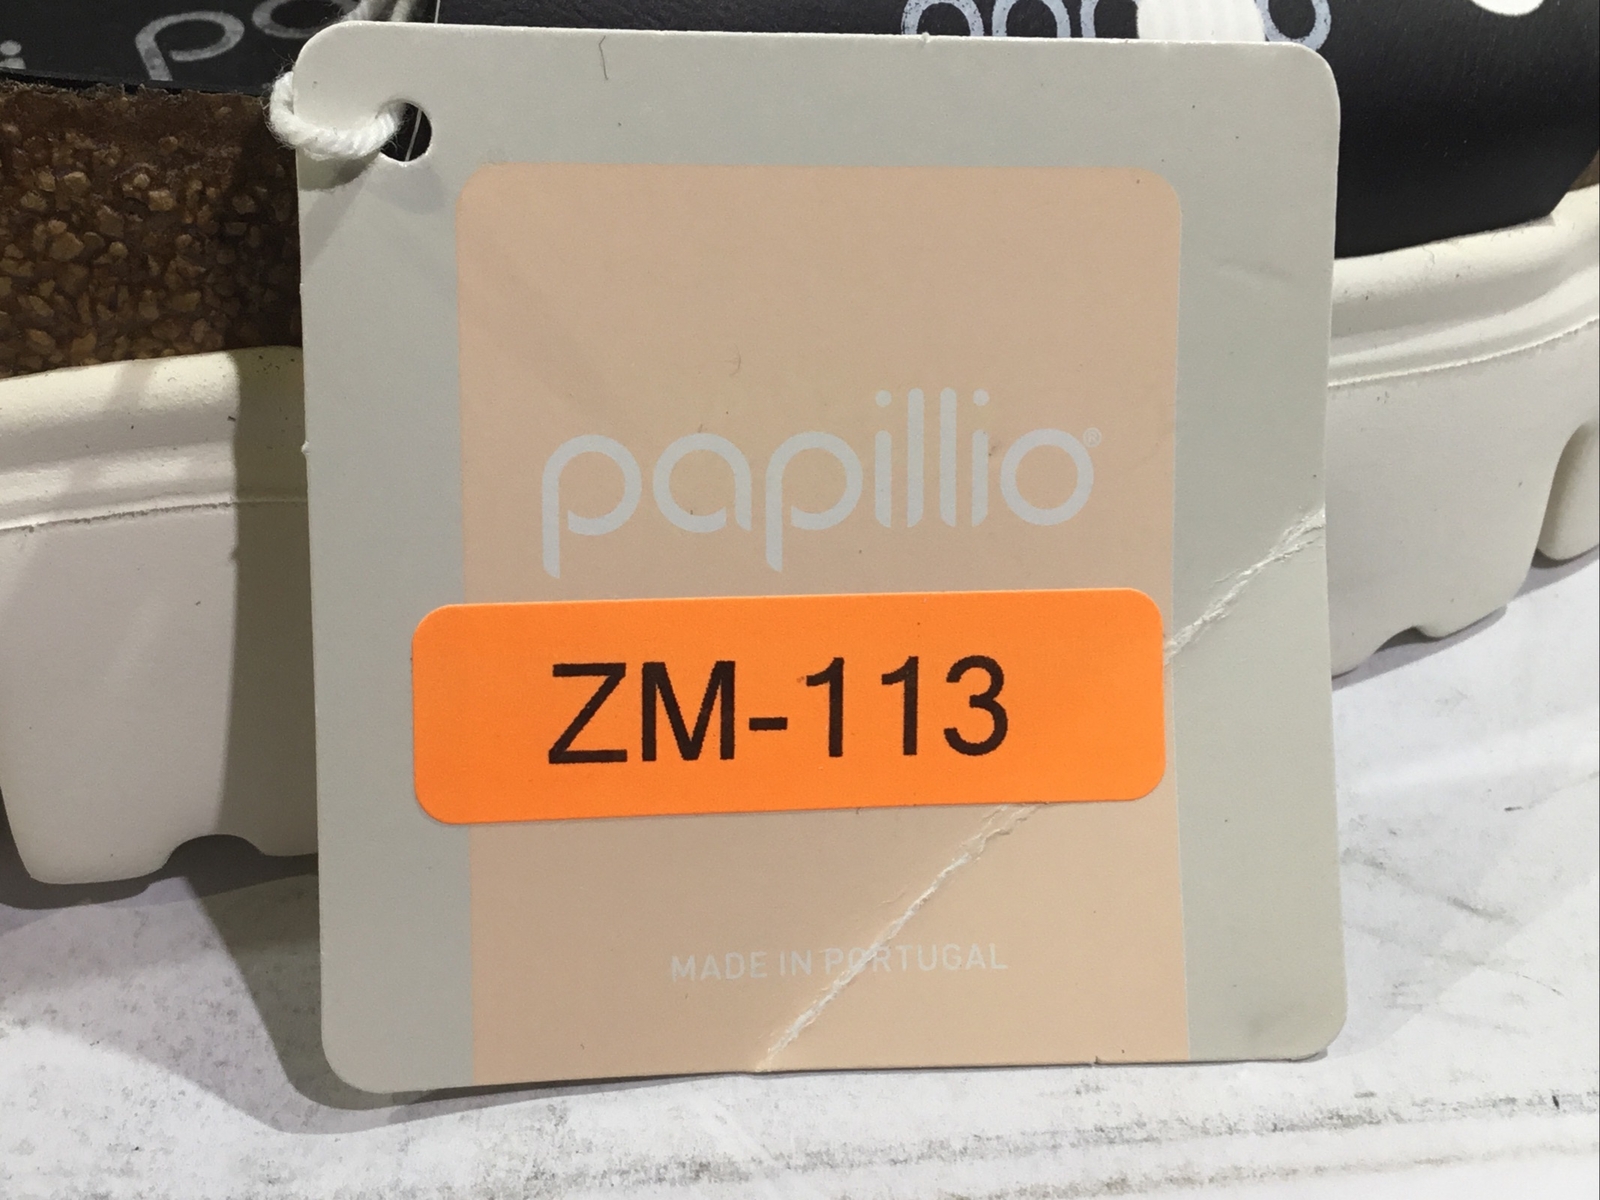 papillio®
ZM-113
MADE IN PORTUGAL